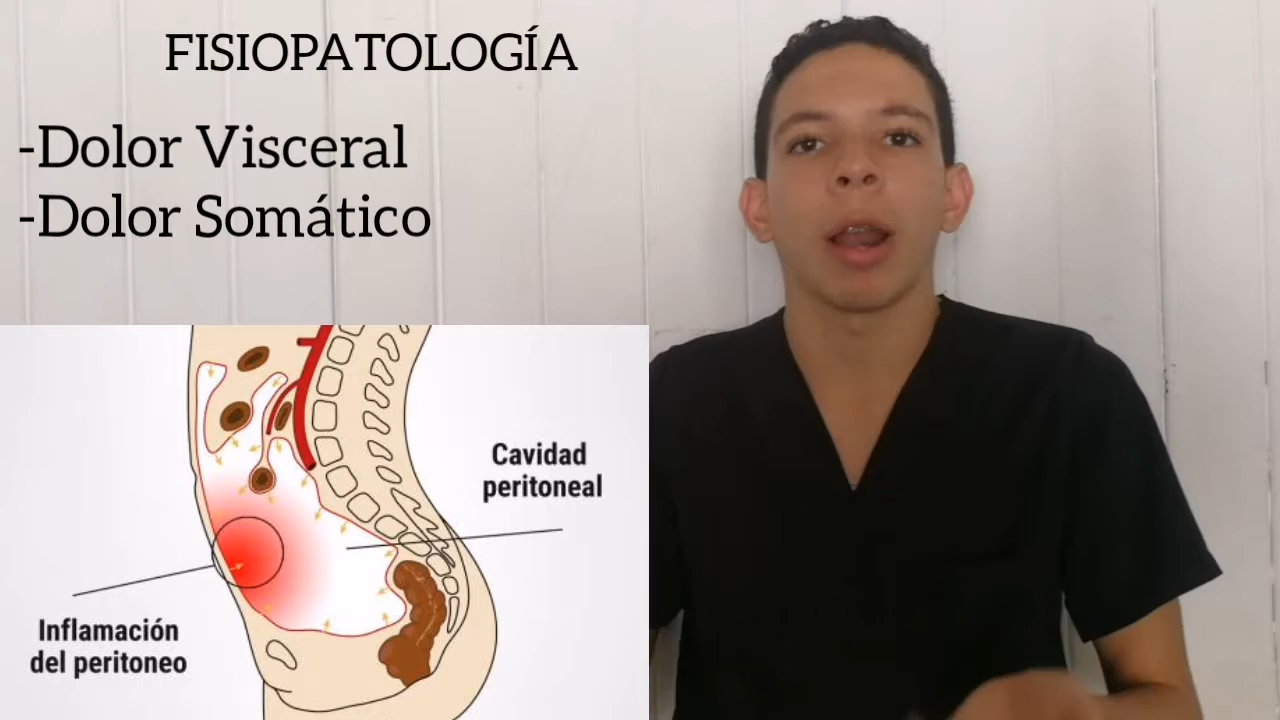 FISIOPATOLOGÍA
-Dolor Visceral
-Dolor Somático
Cavidad
peritoneal
Inflamación
del peritoneo